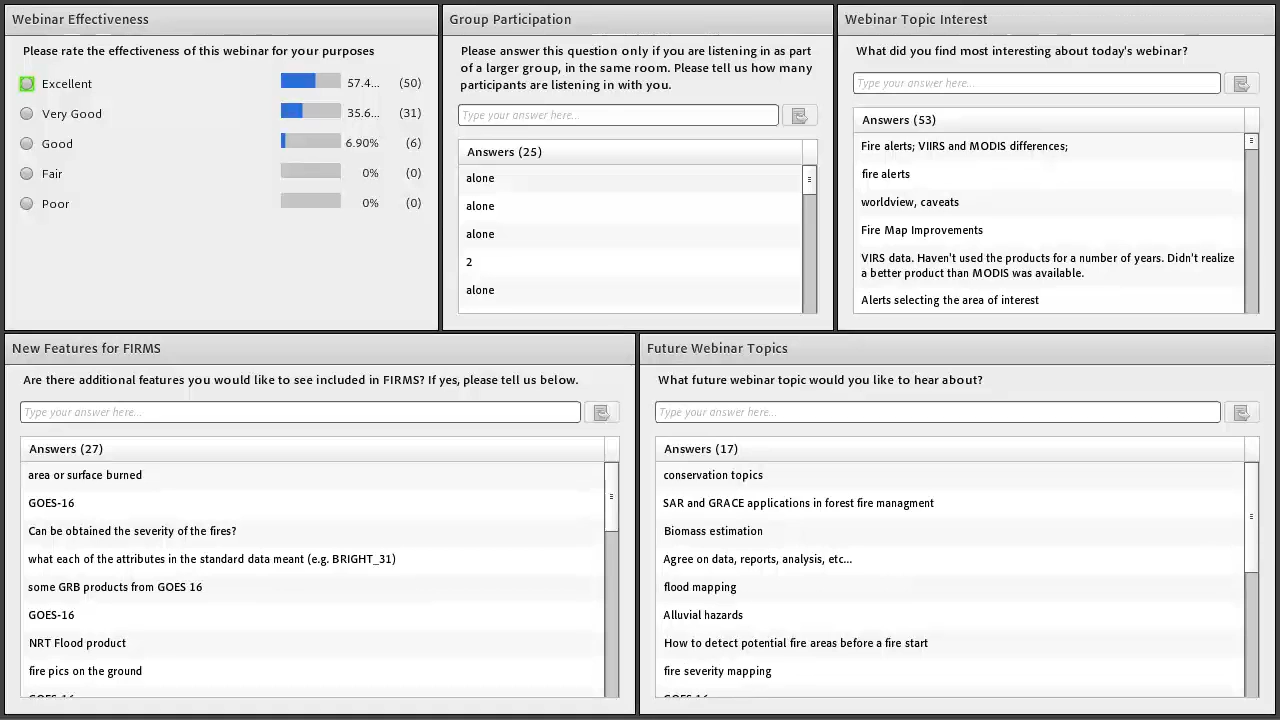 Webinar Effectiveness
Please rate the effectiveness of this webinar for your purposes
Excellent 57.4... (50)
Very Good 35.6... (31)
Good 6.90% (6)
Fair 0% (0)
Poor 0% (0)
Group Participation
Please answer this question only if you are listening in as part
of a larger group, in the same room. Please tell us how many
participants are listening in with you.
Type your answer here...
Answers (25)
alone
alone
alone
2
alone
Webinar Topic Interest
What did you find most interesting about today's webinar?
Type your answer here...
Answers (53)
Fire alerts; VIIRS and MODIS differences;
fire alerts
worldview, caveats
Fire Map Improvements
VIRS data. Haven't used the products for a number of years. Didn't realize
a better product than MODIS was available.
Alerts selecting the area of interest
New Features for FIRMS
Are there additional features you would like to see included in FIRMS? If yes, please tell us below.
Type your answer here...
Answers (27)
area or surface burned
GOES-16
Can be obtained the severity of the fires?
what each of the attributes in the standard data meant (e.g. BRIGHT_31)
some GRB products from GOES 16
GOES-16
NRT Flood product
fire pics on the ground
GOES-16
Future Webinar Topics
What future webinar topic would you like to hear about?
Type your answer here...
Answers (17)
conservation topics
SAR and GRACE applications in forest fire managment
Biomass estimation
Agree on data, reports, analysis, etc...
flood mapping
Alluvial hazards
How to detect potential fire areas before a fire start
fire severity mapping
GOES-16